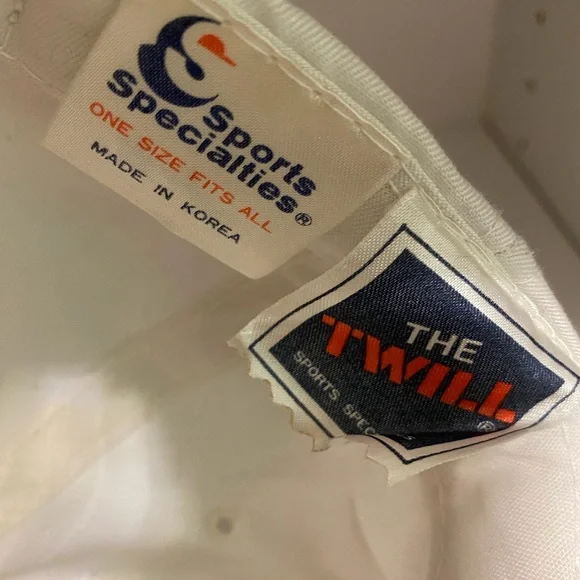 Sports
Specialties®
ONE SIZE FITS ALL
MADE IN KOREA
THE
TWILL®
SPORTS SPEC